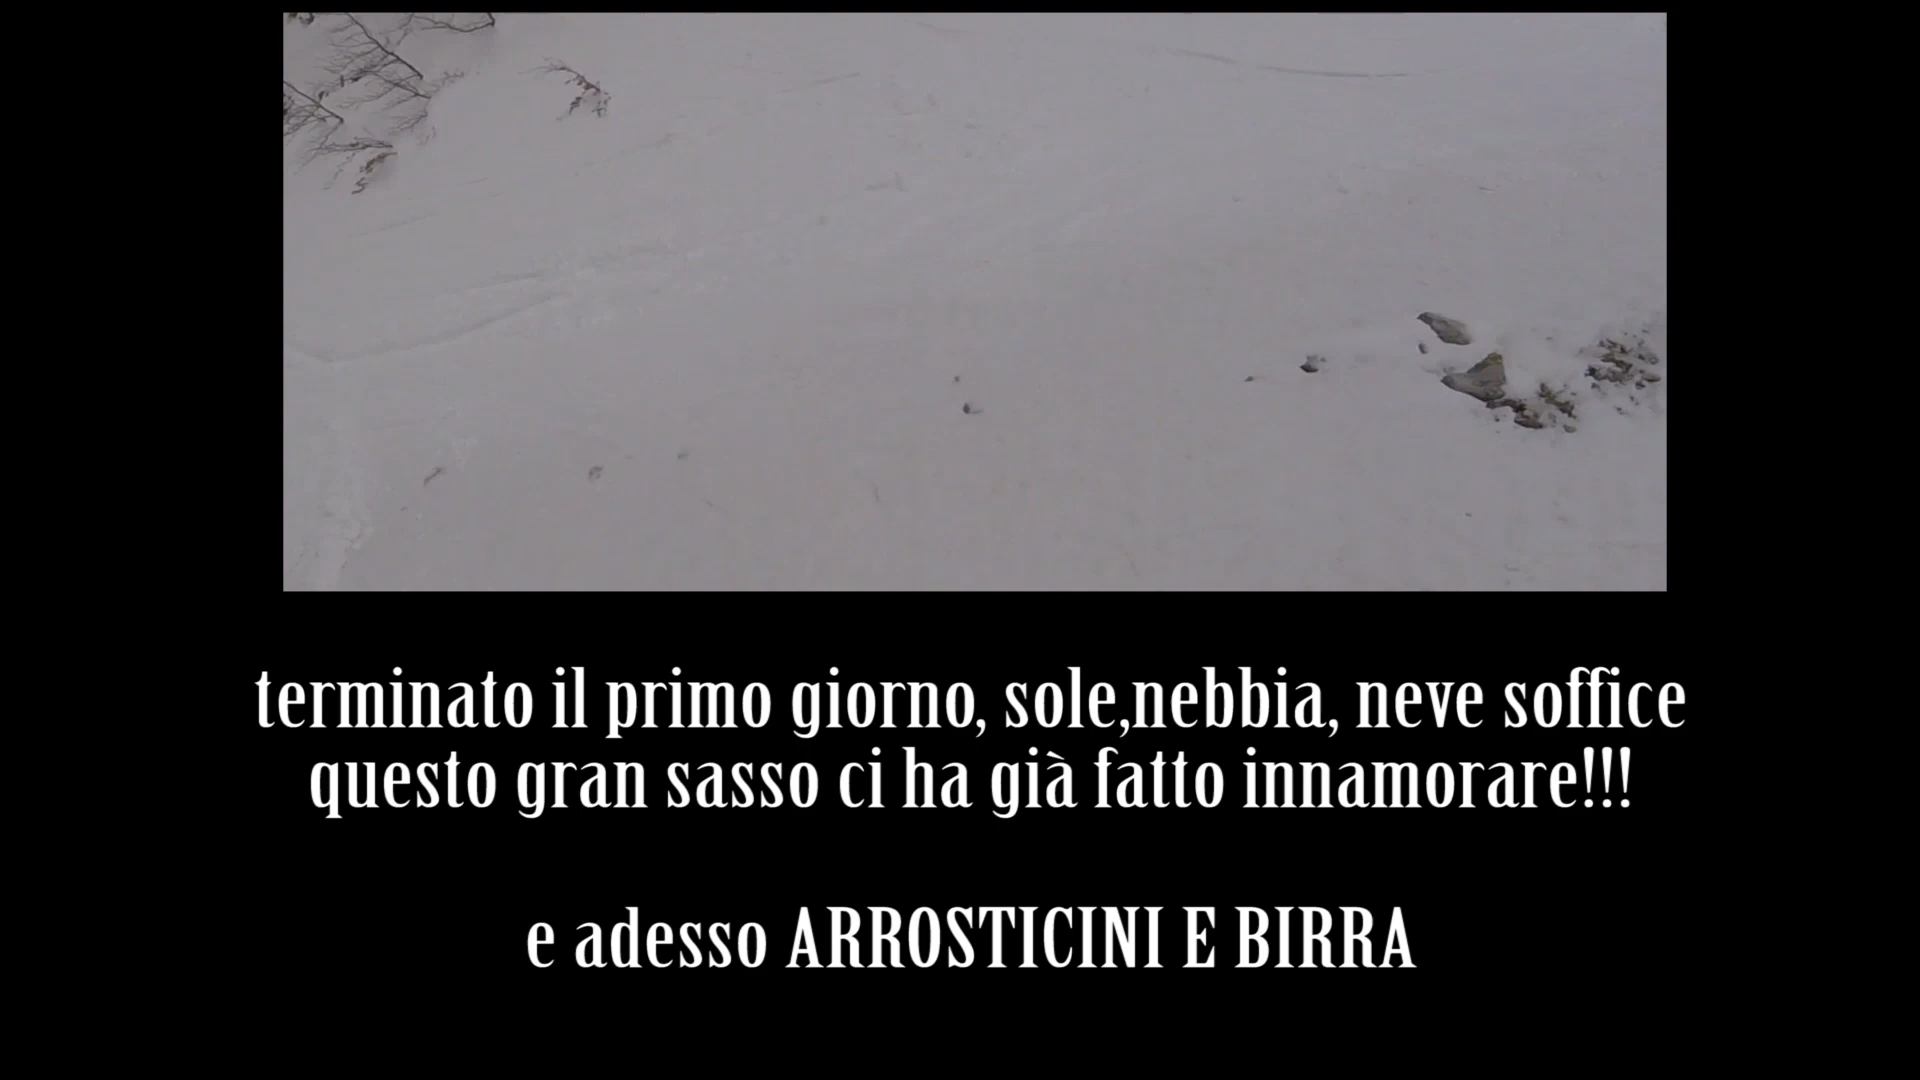 terminato il primo giorno, sole,nebbia, neve soffice
questo gran sasso ci ha già fatto innamorare!!!
e adesso ARROSTICINI E BIRRA